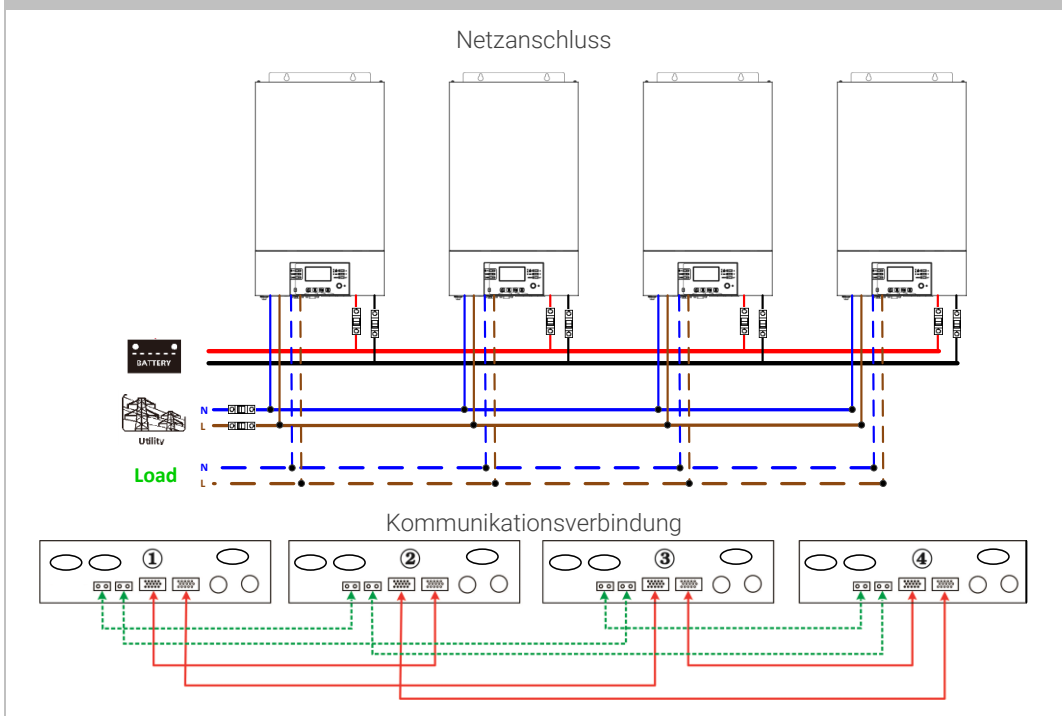 Netzanschluss
BATTERY
N
L
Utility
N
L
Load
Kommunikationsverbindung
① ② ③ ④